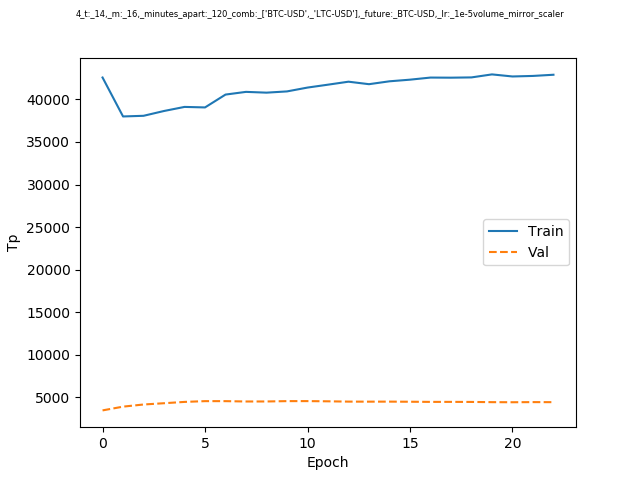 4_t:_14,_m:_16,_minutes_apart:_120_comb:_['BTC-USD',_'LTC-USD'],_future:_BTC-USD,_lr:_1e-5volume_mirror_scaler
40000
35000
30000
25000
20000
15000
10000
5000
Tp
Train
Val
0 5 10 15 20
Epoch